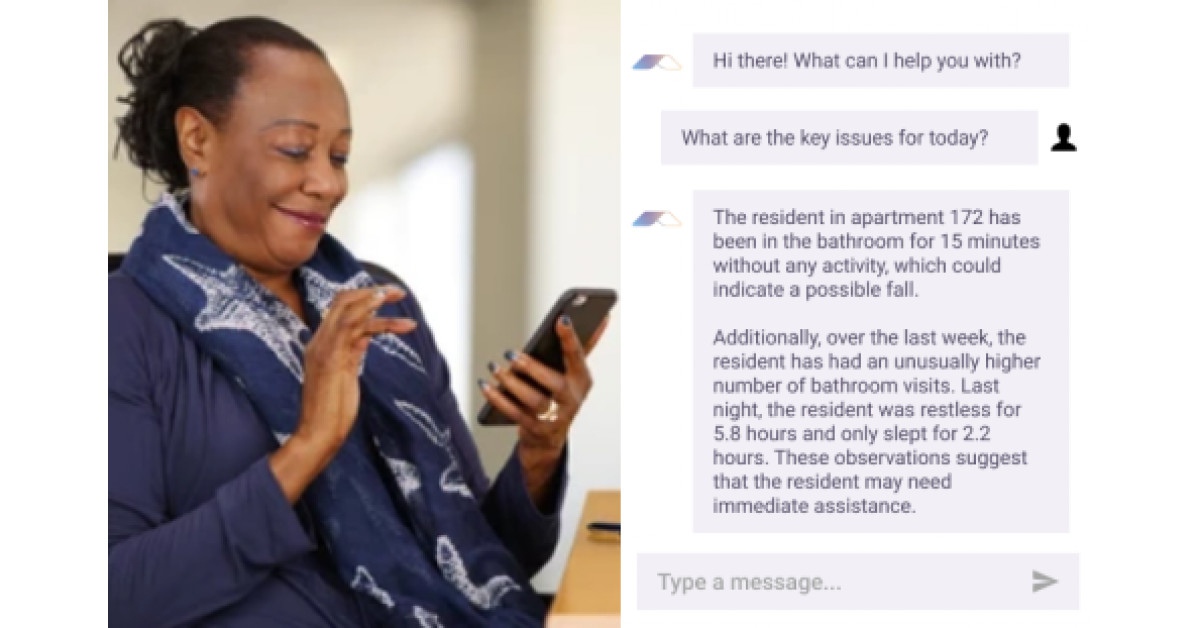 Hi there! What can I help you with?
What are the key issues for today?
The resident in apartment 172 has
been in the bathroom for 15 minutes
without any activity, which could
indicate a possible fall.
Additionally, over the last week, the
resident has had an unusually higher
number of bathroom visits. Last
night, the resident was restless for
5.8 hours and only slept for 2.2
hours. These observations suggest
that the resident may need
immediate assistance.
Type a message...